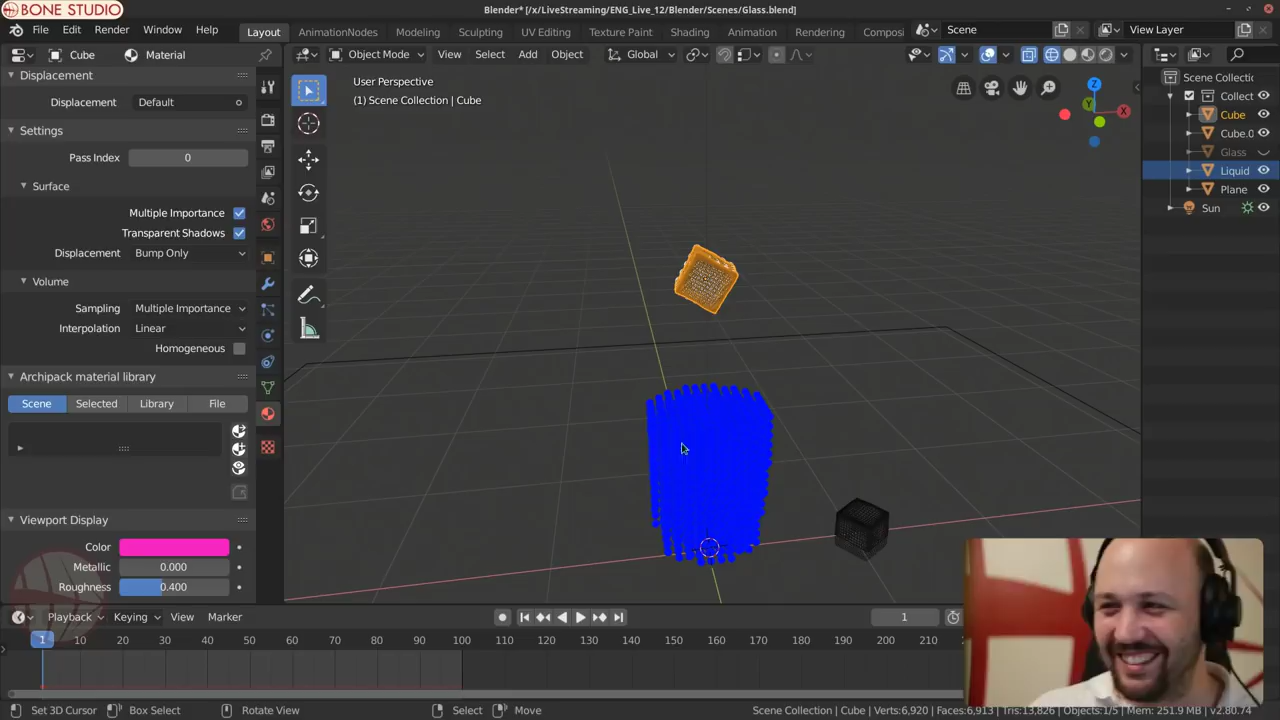 BONE STUDIO
Blender* [/x/LiveStreaming/ENG_Live_12/Blender/Scenes/Glass.blend]
File Edit Render Window Help Layout AnimationNodes Modeling Sculpting UV Editing Texture Paint Shading Animation Rendering Compos Scene View Layer
Cube Material Object Mode View Select Add Object Global
Displacement
Displacement Default
Settings
Pass Index 0
Surface
Multiple Importance
Transparent Shadows
Displacement Bump Only
Volume
Sampling Multiple Importance
Interpolation Linear
Homogeneous
Archipack material library
Scene Selected Library File
Viewport Display
Color
Metallic 0.000
Roughness 0.400
User Perspective
(1) Scene Collection | Cube
Z
Y
X
Scene Collectic
Collect
Cube
Cube.0
Glass
Liquid
Plane
Sun
Playback Keying View Marker 1
1 10 20 30 40 50 60 70 80 90 100 110 120 130 140 150 160 170 180 190 200 210
Set 3D Cursor Box Select Rotate View Select Move Scene Collection | Cube | Verts:6,920 | Faces:6,913 | Tris:13,826 | Objects:1/5 | Mem: 251.9 MB | v2.80.74